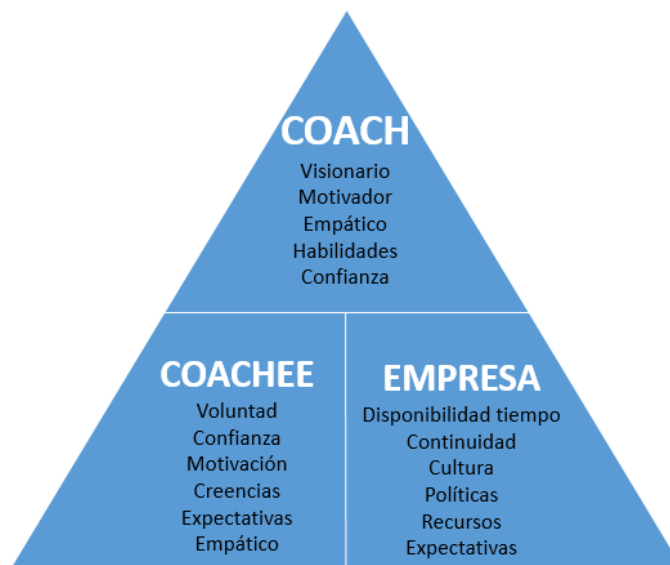 COACH
Visionario
Motivador
Empático
Habilidades
Confianza
COACHEE
Voluntad
Confianza
Motivación
Creencias
Expectativas
Empático
EMPRESA
Disponibilidad tiempo
Continuidad
Cultura
Políticas
Recursos
Expectativas